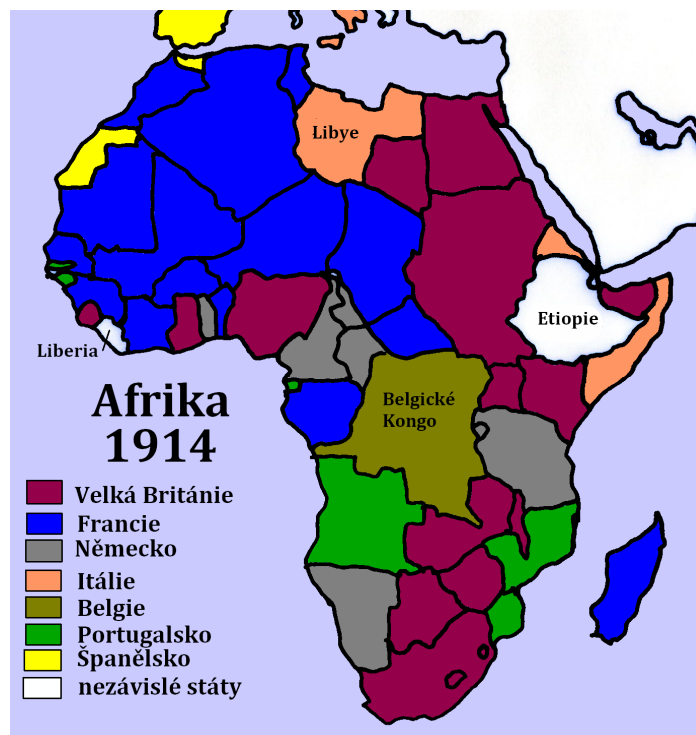 Libye
Etiopie
Liberia
Belgické
Kongo
Afrika
1914
Velká Británie
Francie
Německo
Itálie
Belgie
Portugalsko
Španělsko
nezávislé státy